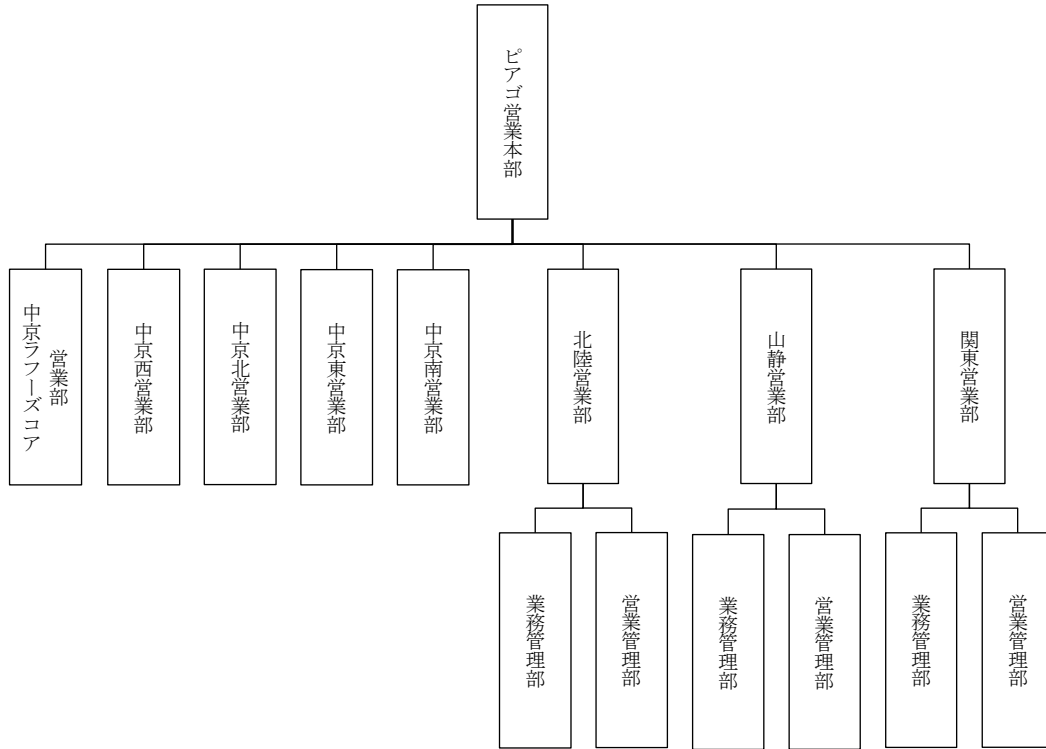 ピアゴ営業本部
関東営業部
山静営業部
北陸営業部
中京南営業部
中京東営業部
中京北営業部
中京西営業部
営業部
中京ラフーズコア
営業管理部
業務管理部
営業管理部
業務管理部
営業管理部
業務管理部